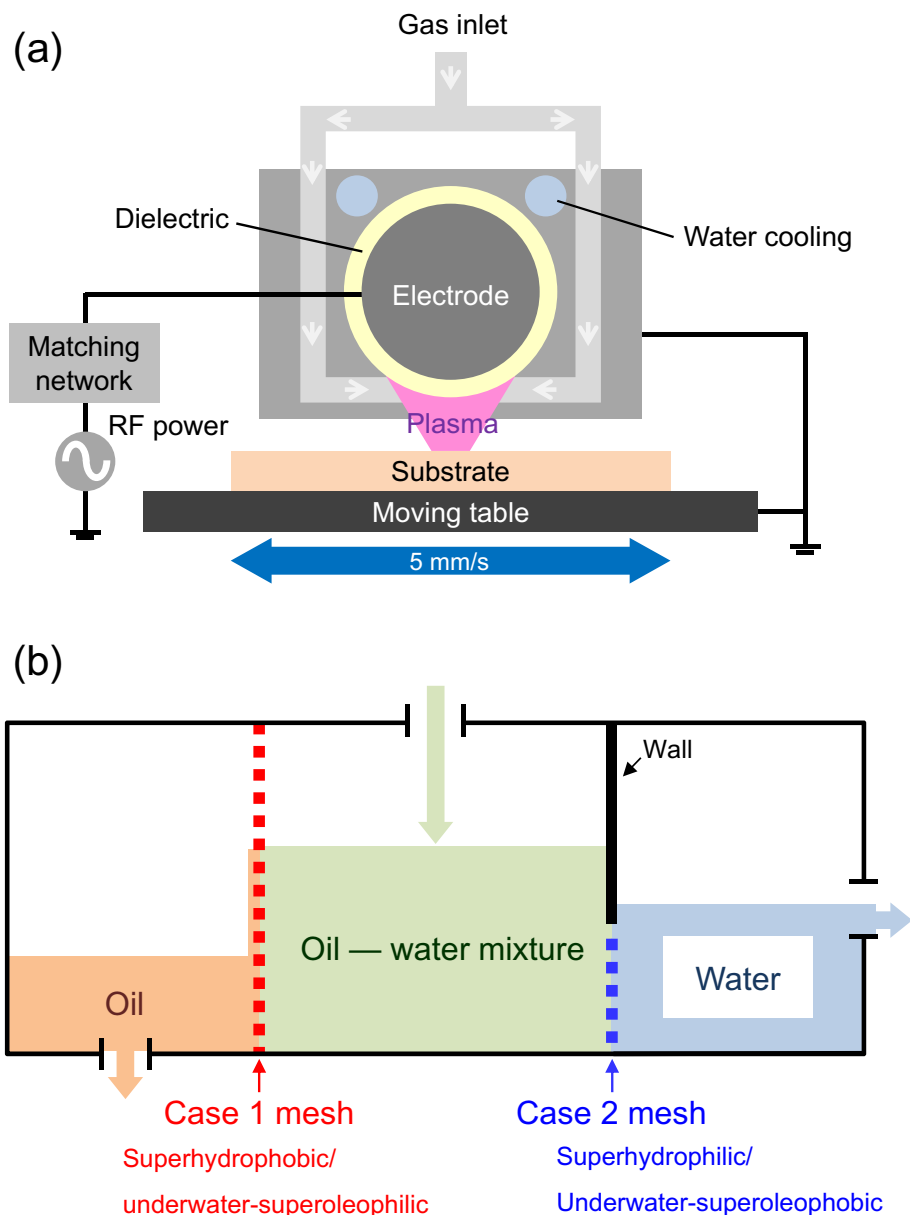 (a)
Gas inlet
Dielectric
Water cooling
Electrode
Matching
network
RF power
Plasma
Substrate
Moving table
5 mm/s
(b)
Wall
Oil — water mixture
Oil
Water
Case 1 mesh
Superhydrophobic/
underwater-superoleophilic
Case 2 mesh
Superhydrophilic/
Underwater-superoleophobic